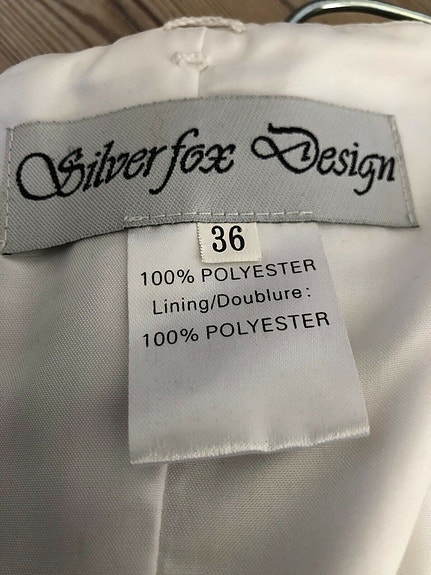 Silverfox Design
36
100% POLYESTER
Lining/Doublure:
100% POLYESTER